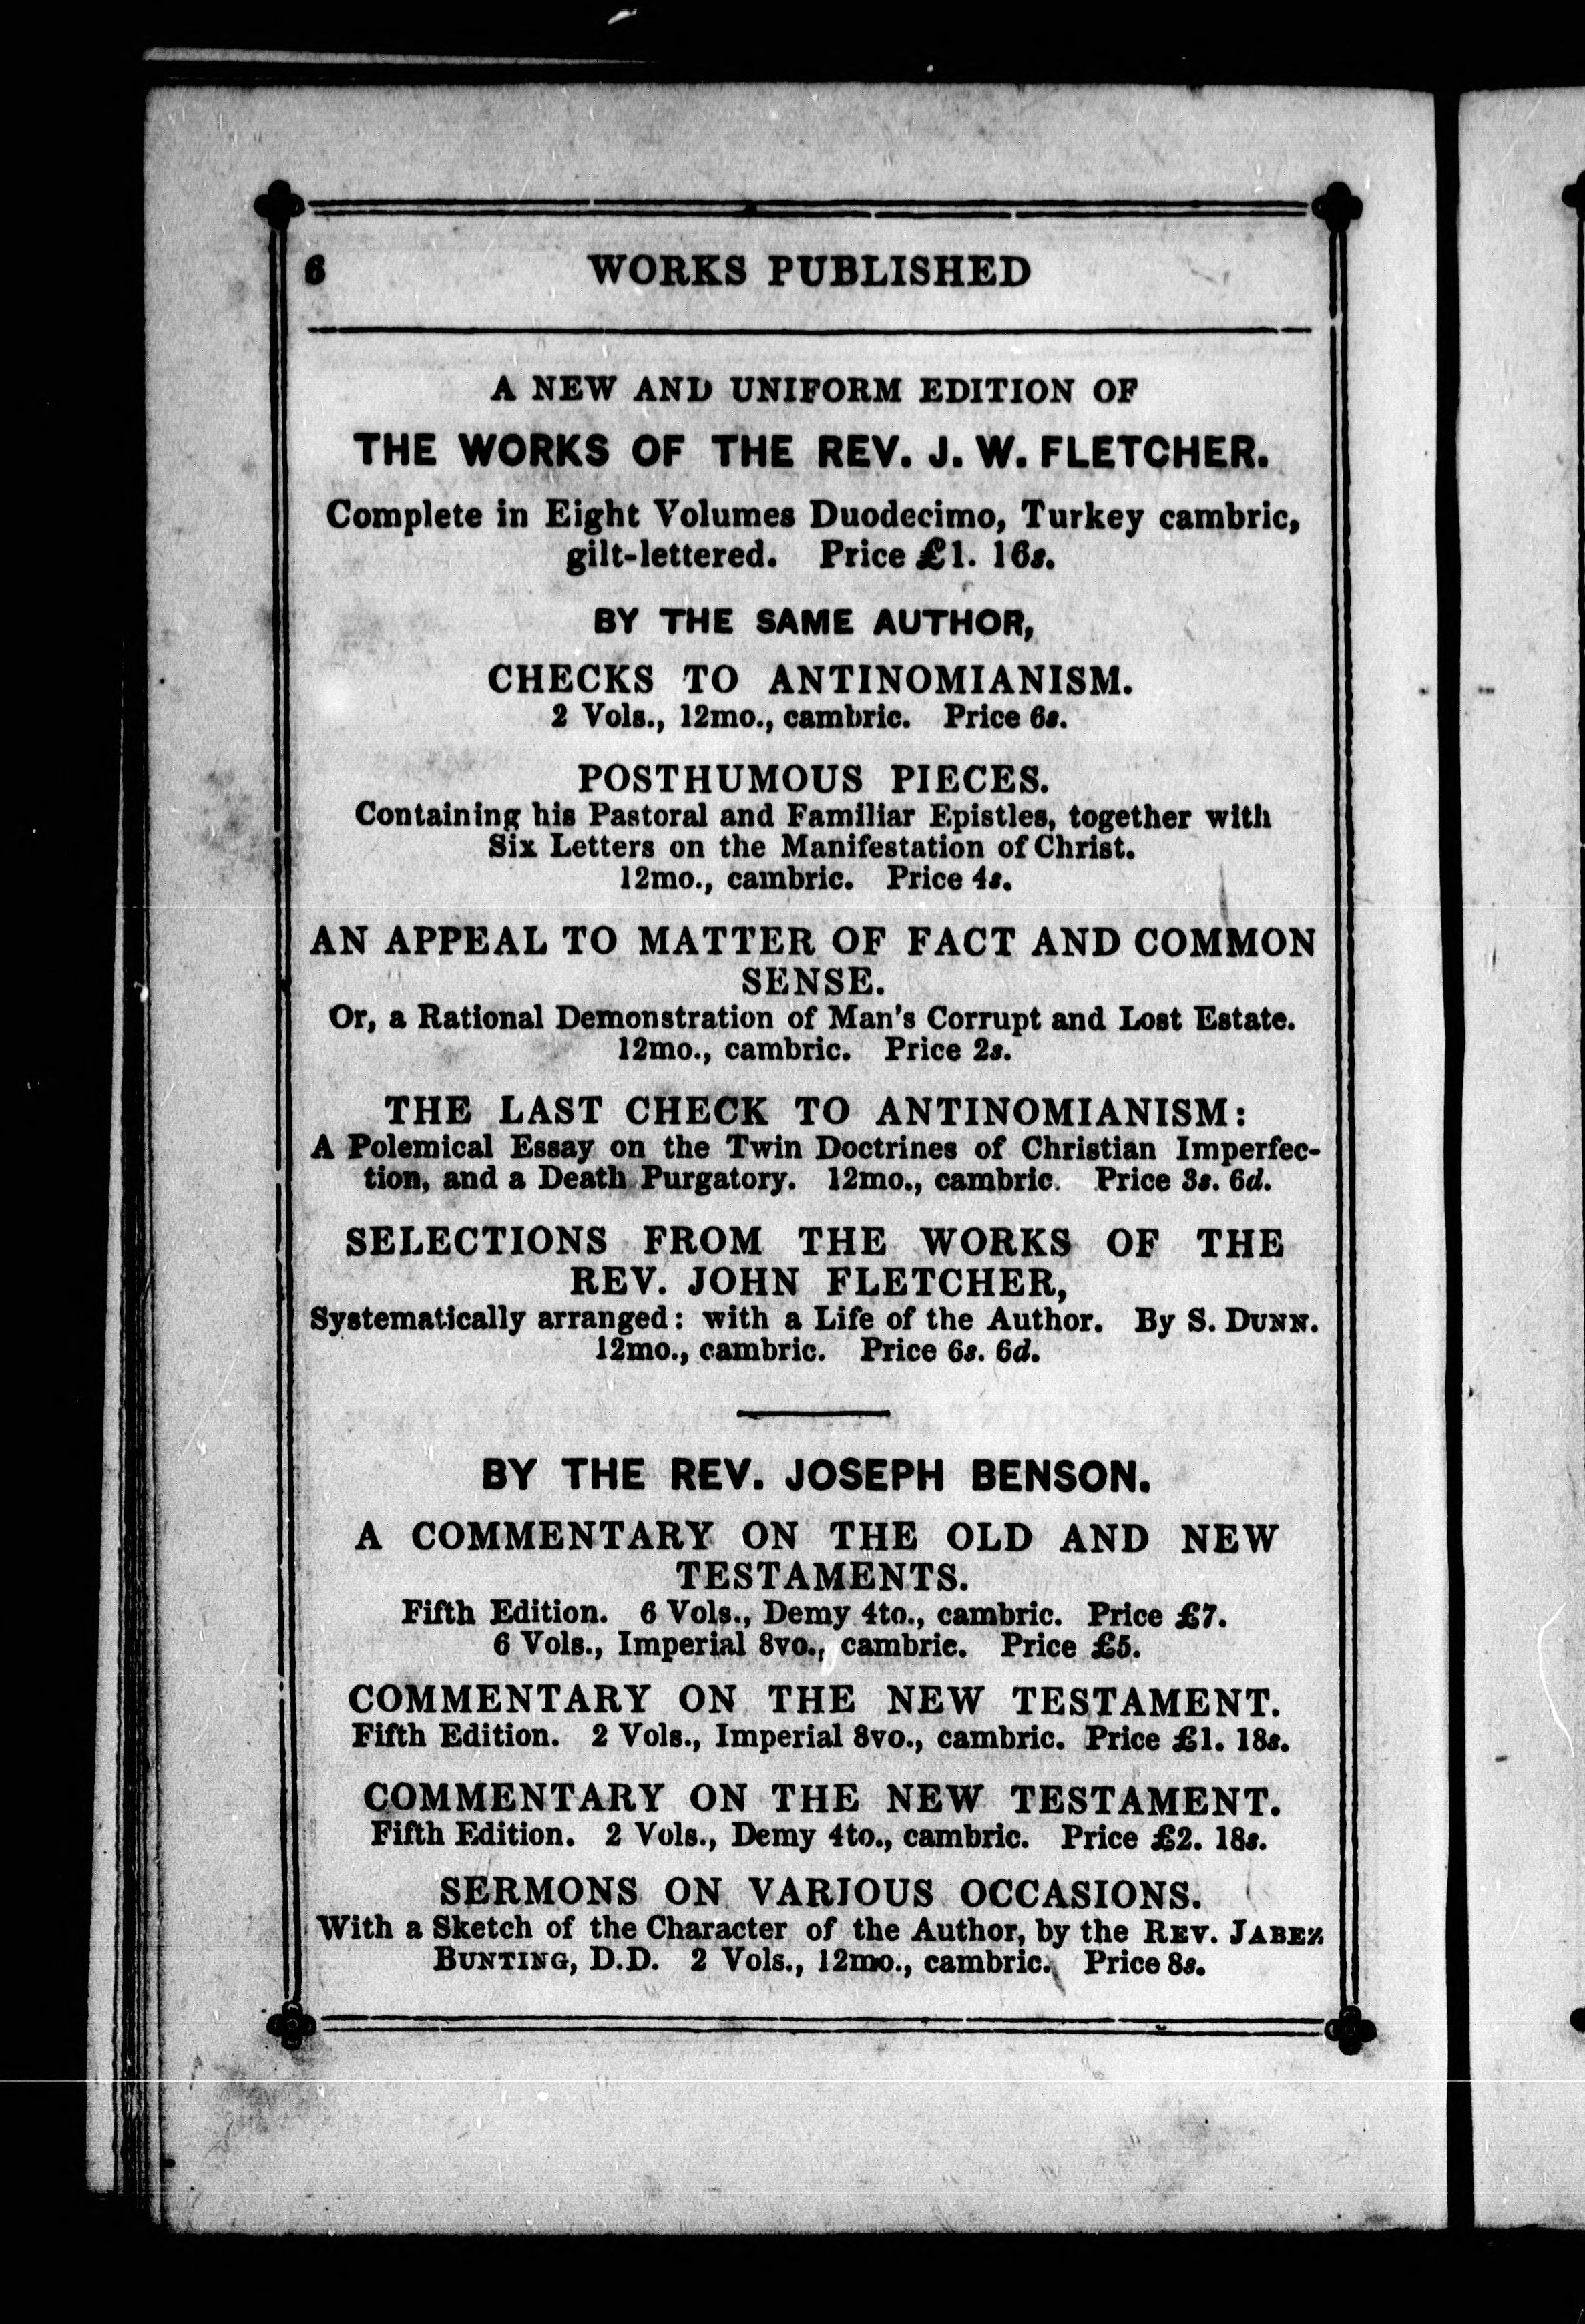 6 WORKS PUBLISHED
A NEW AND UNIFORM EDITION OF
THE WORKS OF THE REV. J. W. FLETCHER.
Complete in Eight Volumes Duodecimo, Turkey cambric,
gilt-lettered. Price £1. 16s.
BY THE SAME AUTHOR,
CHECKS TO ANTINOMIANISM.
2 Vols., 12mo., cambric. Price 6s.
POSTHUMOUS PIECES.
Containing his Pastoral and Familiar Epistles, together with
Six Letters on the Manifestation of Christ.
12mo., cambric. Price 4s.
AN APPEAL TO MATTER OF FACT AND COMMON
SENSE.
Or, a Rational Demonstration of Man's Corrupt and Lost Estate.
12mo., cambric. Price 2s.
THE LAST CHECK TO ANTINOMIANISM:
A Polemical Essay on the Twin Doctrines of Christian Imperfec-
tion, and a Death Purgatory. 12mo., cambric. Price 3s. 6d.
SELECTIONS FROM THE WORKS OF THE
REV. JOHN FLETCHER,
Systematically arranged: with a Life of the Author. By S. DUNN.
12mo., cambric. Price 6s. 6d.
BY THE REV. JOSEPH BENSON.
A COMMENTARY ON THE OLD AND NEW
TESTAMENTS.
Fifth Edition. 6 Vols., Demy 4to., cambric. Price £7.
6 Vols., Imperial 8vo., cambric. Price £5.
COMMENTARY ON THE NEW TESTAMENT.
Fifth Edition. 2 Vols., Imperial 8vo., cambric. Price £1. 18s.
COMMENTARY ON THE NEW TESTAMENT.
Fifth Edition. 2 Vols., Demy 4to., cambric. Price £2. 18s.
SERMONS ON VARIOUS OCCASIONS.
With a Sketch of the Character of the Author, by the REV. JABEZ
BUNTING, D.D. 2 Vols., 12mo., cambric. Price 8s.